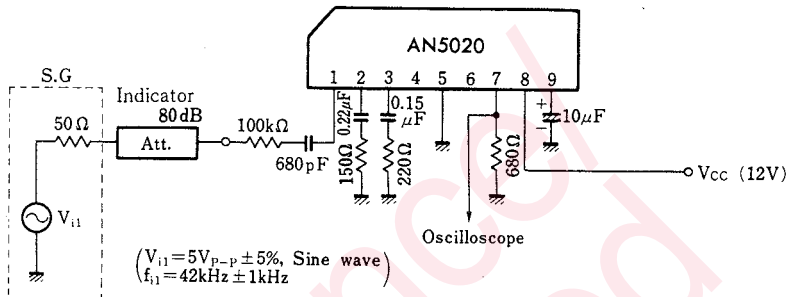 AN5020
1 2 3 4 5 6 7 8 9
S.G
Indicator
80dB
50Ω
Att.
100kΩ
680pF
0.22μF
150Ω
0.15
μF
220Ω
680Ω
+
10μF
−
Vcc (12V)
Oscilloscope
Vi1
(Vi1=5VP-P±5%, Sine wave
fi1=42kHz±1kHz)